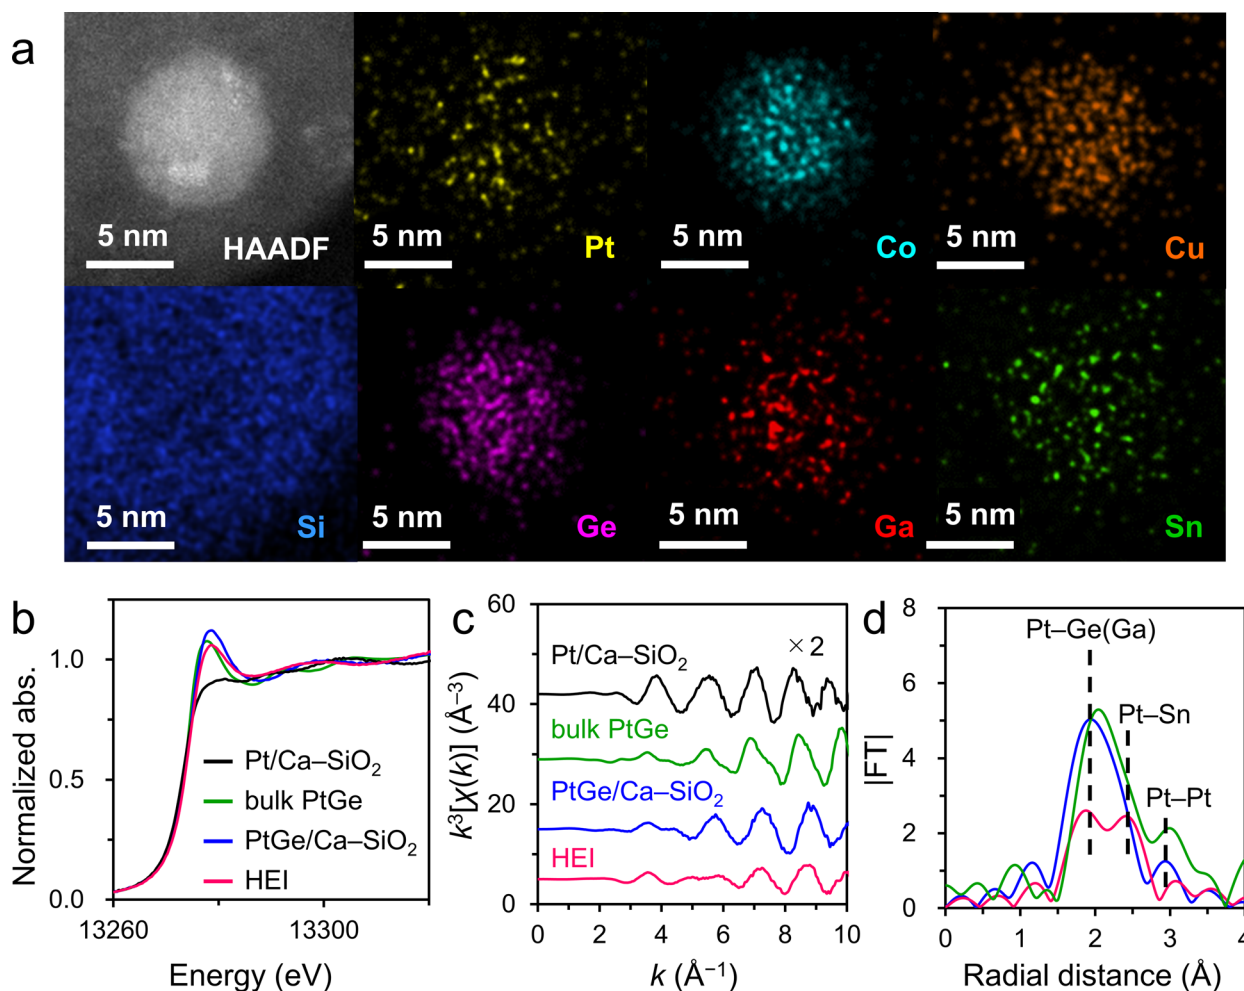 a
5 nm HAADF
5 nm Pt
5 nm Co
5 nm Cu
5 nm Si
5 nm Ge
5 nm Ga
5 nm Sn
b
Normalized abs.
1.0
0.5
0.0
Pt/Ca–SiO₂
bulk PtGe
PtGe/Ca–SiO₂
HEI
13260 13300
Energy (eV)
c
k³[χ(k)] (Å⁻³)
60
40
20
0
Pt/Ca–SiO₂ ×2
bulk PtGe
PtGe/Ca–SiO₂
HEI
0 2 4 6 8 10
k (Å⁻¹)
d
|FT|
8
6
4
2
0
Pt–Ge(Ga)
Pt–Sn
Pt–Pt
0 1 2 3 4
Radial distance (Å)